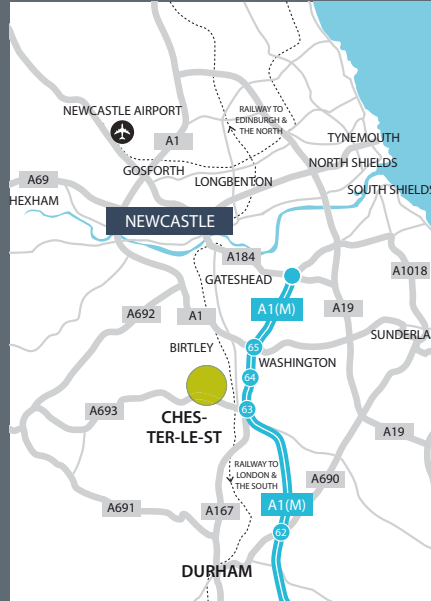 NEWCASTLE AIRPORT
RAILWAY TO
EDINBURGH &
THE NORTH
A1
TYNEMOUTH
NORTH SHIELDS
GOSFORTH
LONGBENTON
A69
SOUTH SHIELDS
HEXHAM
NEWCASTLE
A184
A1018
GATESHEAD
A1(M)
A19
A692
A1
SUNDERLA
BIRTLEY
65
WASHINGTON
64
A693
63
CHES-
TER-LE-ST
A19
RAILWAY TO
LONDON &
THE SOUTH
A690
A691
A167
A1(M)
62
DURHAM